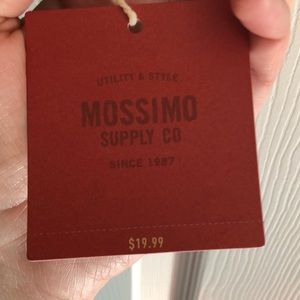 UTILITY & STYLE
MOSSIMO
SUPPLY CO
SINCE 1987
$19.99